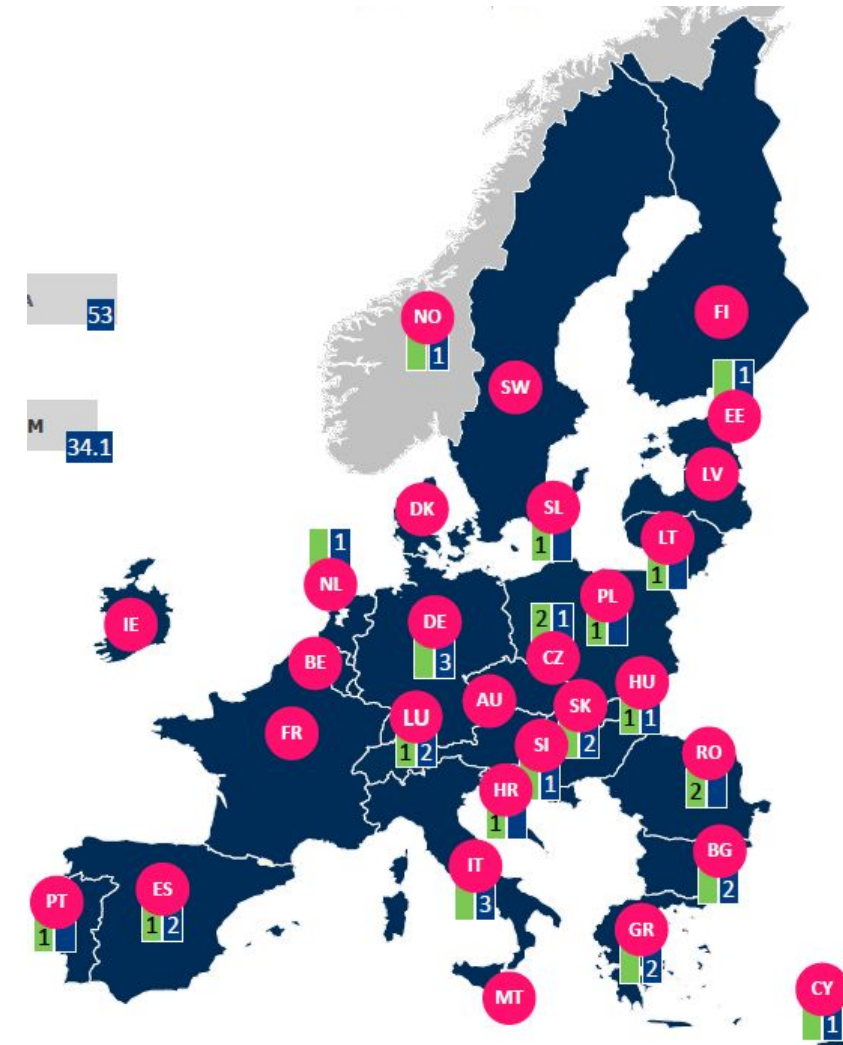 NO
1
FI
A
53
SW
1
EE
M
34.1
LV
DK
SL
1
LT
1
1
NL
IE
DE
3
2 1
PL
1
BE
CZ
HU
1 1
AU
SK
2
FR
LU
1 2
SI
1
RO
2
HR
1
BG
2
IT
3
PT
1
ES
1 2
GR
2
MT
CY
1